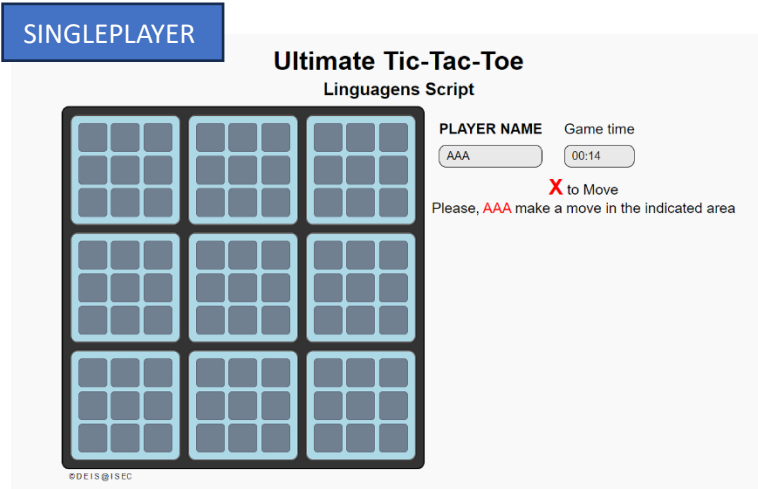 SINGLEPLAYER
Ultimate Tic-Tac-Toe
Linguagens Script
PLAYER NAME Game time
AAA 00:14
X to Move
Please, AAA make a move in the indicated area
©DEIS@ISEC